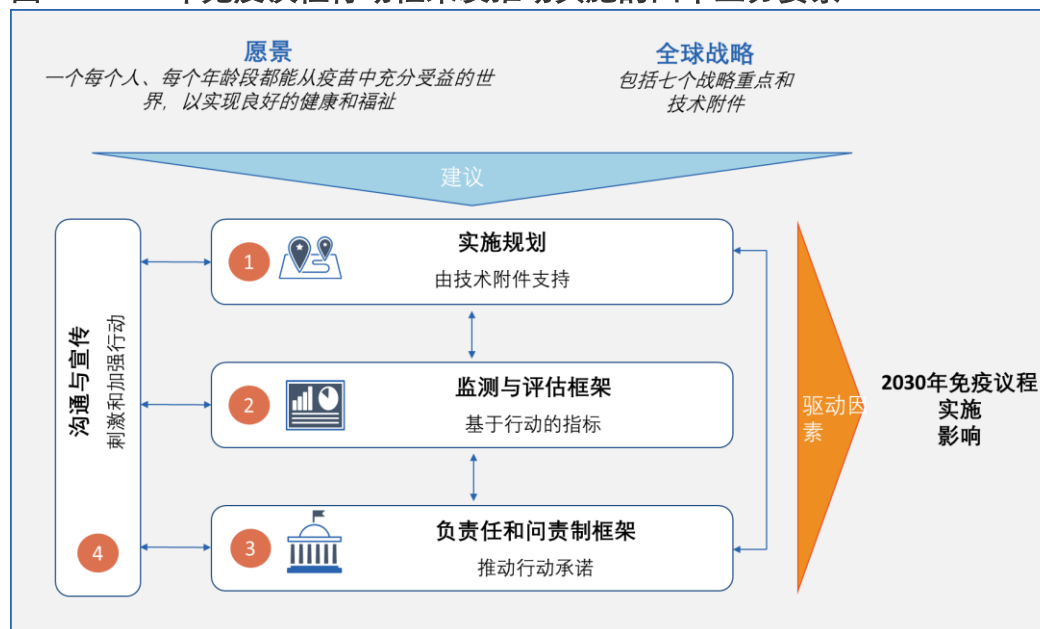 愿景
一个每个人、每个年龄段都能从疫苗中充分受益的世
界，以实现良好的健康和福祉
全球战略
包括七个战略重点和
技术附件
建议
1
实施规划
由技术附件支持
2
监测与评估框架
基于行动的指标
3
负责任和问责制框架
推动行动承诺
沟通与宣传
刺激和加强行动
4
驱动因
素
2030年免疫议程
实施
影响